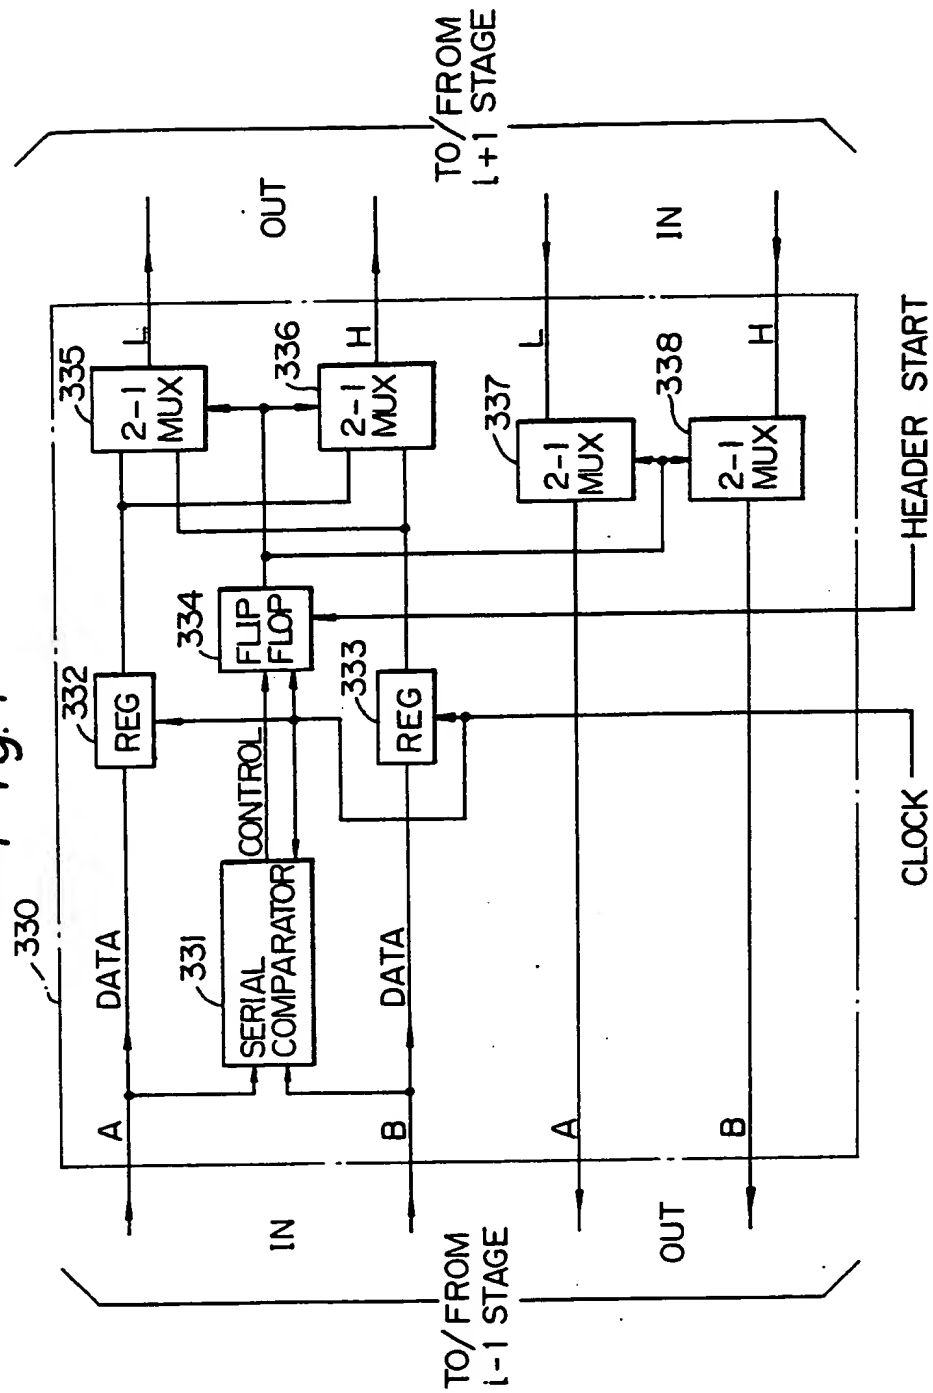 330
IN
A
DATA
332
REG
335
2-1
MUX
L
OUT
331
SERIAL
COMPARATOR
CONTROL
334
FLIP
FLOP
336
2-1
MUX
H
B
DATA
333
REG
A
337
2-1
MUX
L
IN
OUT
B
338
2-1
MUX
H
TO/FROM
i-1 STAGE
TO/FROM
i+1 STAGE
CLOCK
HEADER START